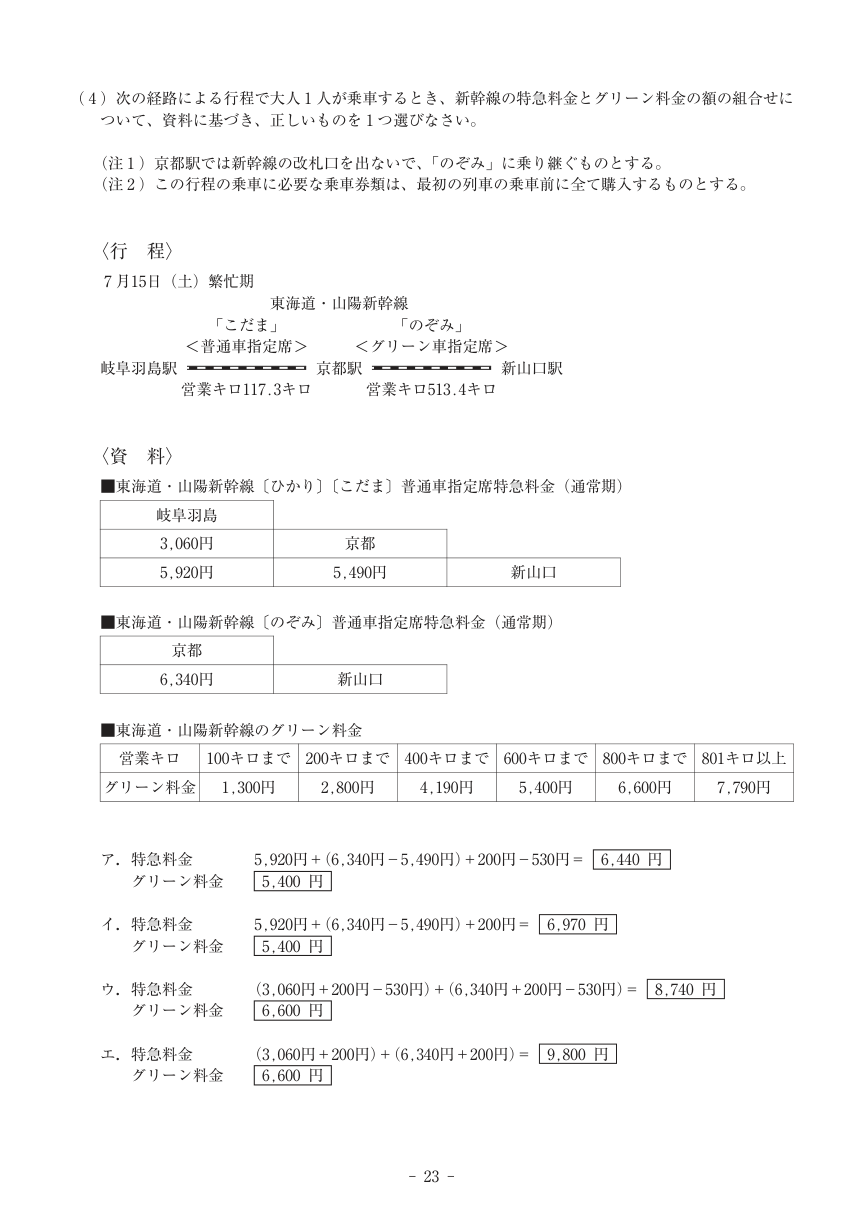 （４）次の経路による行程で大人１人が乗車するとき、新幹線の特急料金とグリーン料金の額の組合せに
ついて、資料に基づき、正しいものを１つ選びなさい。
（注１）京都駅では新幹線の改札口を出ないで、「のぞみ」に乗り継ぐものとする。
（注２）この行程の乗車に必要な乗車券類は、最初の列車の乗車前に全て購入するものとする。
〈行　程〉
７月15日（土）繁忙期
東海道・山陽新幹線
「こだま」　「のぞみ」
＜普通車指定席＞　＜グリーン車指定席＞
岐阜羽島駅　京都駅　新山口駅
営業キロ117.3キロ　営業キロ513.4キロ
〈資　料〉
■東海道・山陽新幹線〔ひかり〕〔こだま〕普通車指定席特急料金（通常期）
岐阜羽島
3,060円　京都
5,920円　5,490円　新山口
■東海道・山陽新幹線〔のぞみ〕普通車指定席特急料金（通常期）
京都
6,340円　新山口
■東海道・山陽新幹線のグリーン料金
営業キロ　100キロまで　200キロまで　400キロまで　600キロまで　800キロまで　801キロ以上
グリーン料金　1,300円　2,800円　4,190円　5,400円　6,600円　7,790円
ア．特急料金　5,920円＋（6,340円－5,490円）＋200円－530円＝　6,440 円
グリーン料金　5,400 円
イ．特急料金　5,920円＋（6,340円－5,490円）＋200円＝　6,970 円
グリーン料金　5,400 円
ウ．特急料金　（3,060円＋200円－530円）＋（6,340円＋200円－530円）＝　8,740 円
グリーン料金　6,600 円
エ．特急料金　（3,060円＋200円）＋（6,340円＋200円）＝　9,800 円
グリーン料金　6,600 円
- 23 -